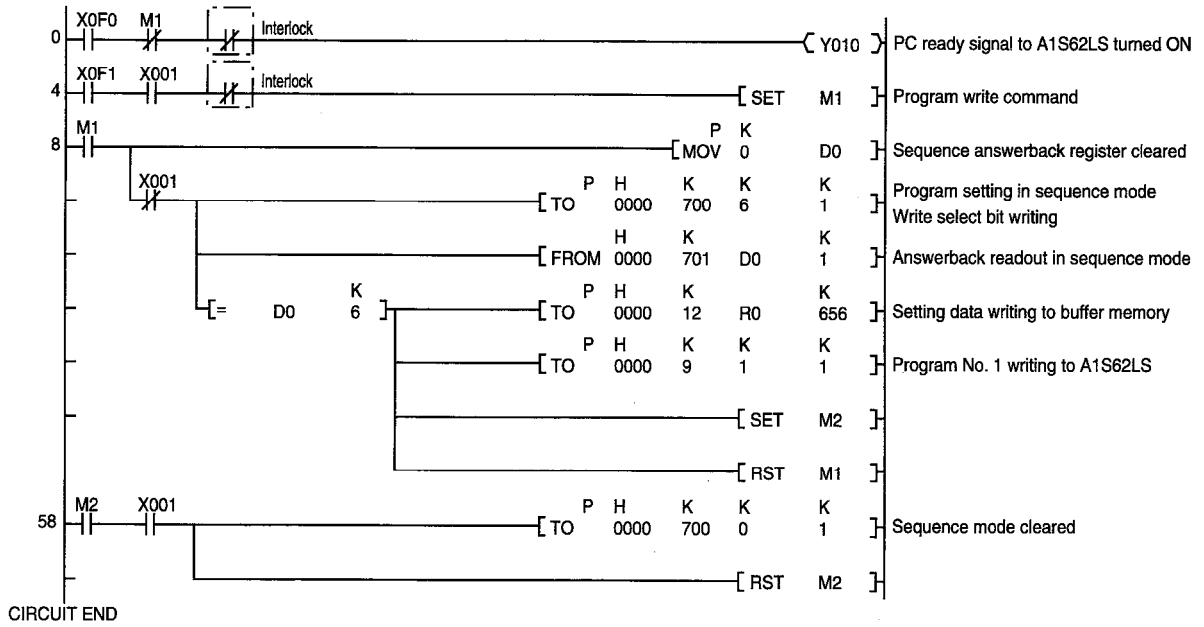 X0F0 M1 Interlock
0 Y010 PC ready signal to A1S62LS turned ON
X0F1 X001 Interlock
4 SET M1 Program write command
M1 P K
8 MOV 0 D0 Sequence answerback register cleared
X001 P H K K K Program setting in sequence mode
TO 0000 700 6 1 Write select bit writing
H K K
FROM 0000 701 D0 1 Answerback readout in sequence mode
K P H K K
= D0 6 TO 0000 12 R0 656 Setting data writing to buffer memory
P H K K K
TO 0000 9 1 1 Program No. 1 writing to A1S62LS
SET M2
RST M1
M2 X001 P H K K K
58 TO 0000 700 0 1 Sequence mode cleared
RST M2
CIRCUIT END